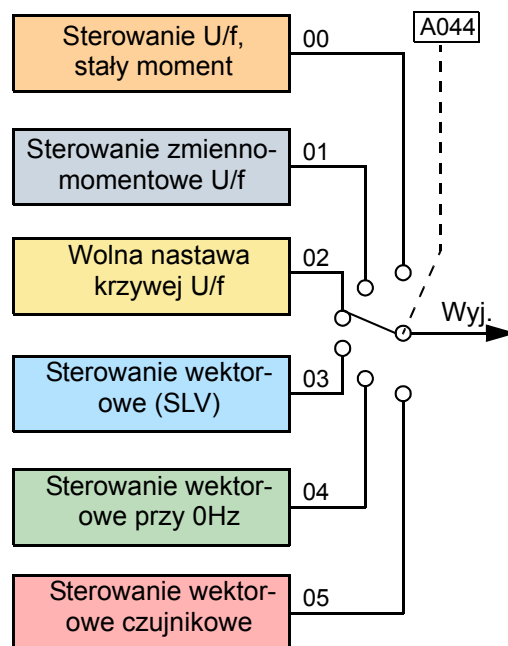 Sterowanie U/f,
stały moment
00
A044
Sterowanie zmienno-
momentowe U/f
01
Wolna nastawa
krzywej U/f
02
Wyj.
Sterowanie wektor-
owe (SLV)
03
Sterowanie wektor-
owe przy 0Hz
04
Sterowanie wektor-
owe czujnikowe
05